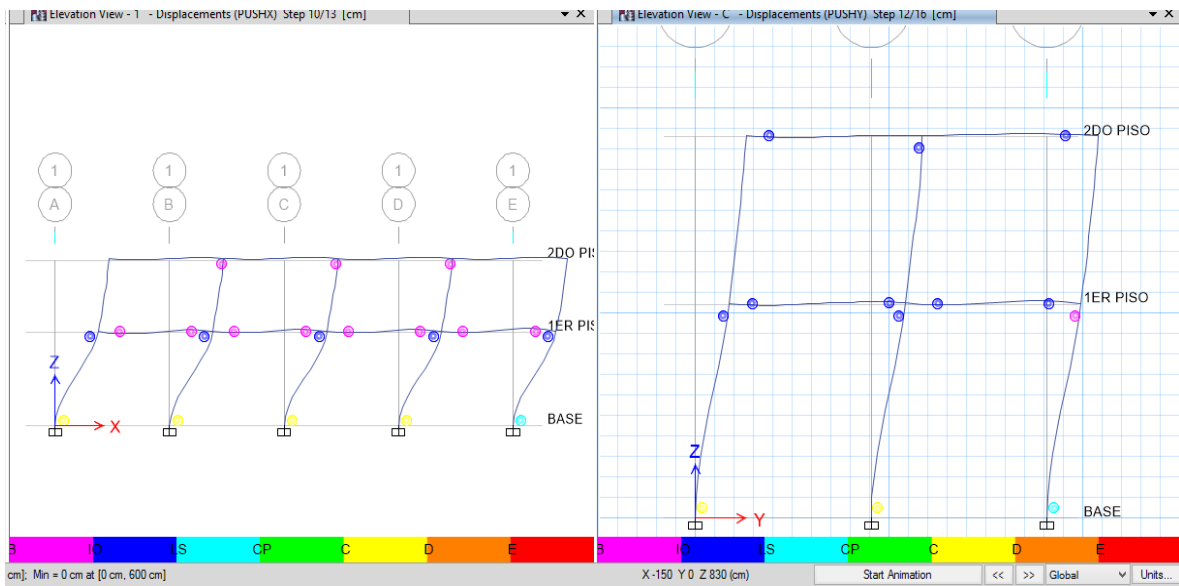 Elevation View - 1 - Displacements (PUSHX) Step 10/13 [cm]
1 1 1 1 1
A B C D E
2DO PI
1ER PIS
Z
X
BASE
B IO LS CP C D E
cm]; Min = 0 cm at [0 cm, 600 cm]
Elevation View - C - Displacements (PUSHY) Step 12/16 [cm]
2DO PISO
1ER PISO
Z
Y
BASE
B IO LS CP C D E
X -150 Y 0 Z 830 (cm)
Start Animation << >> Global Units...